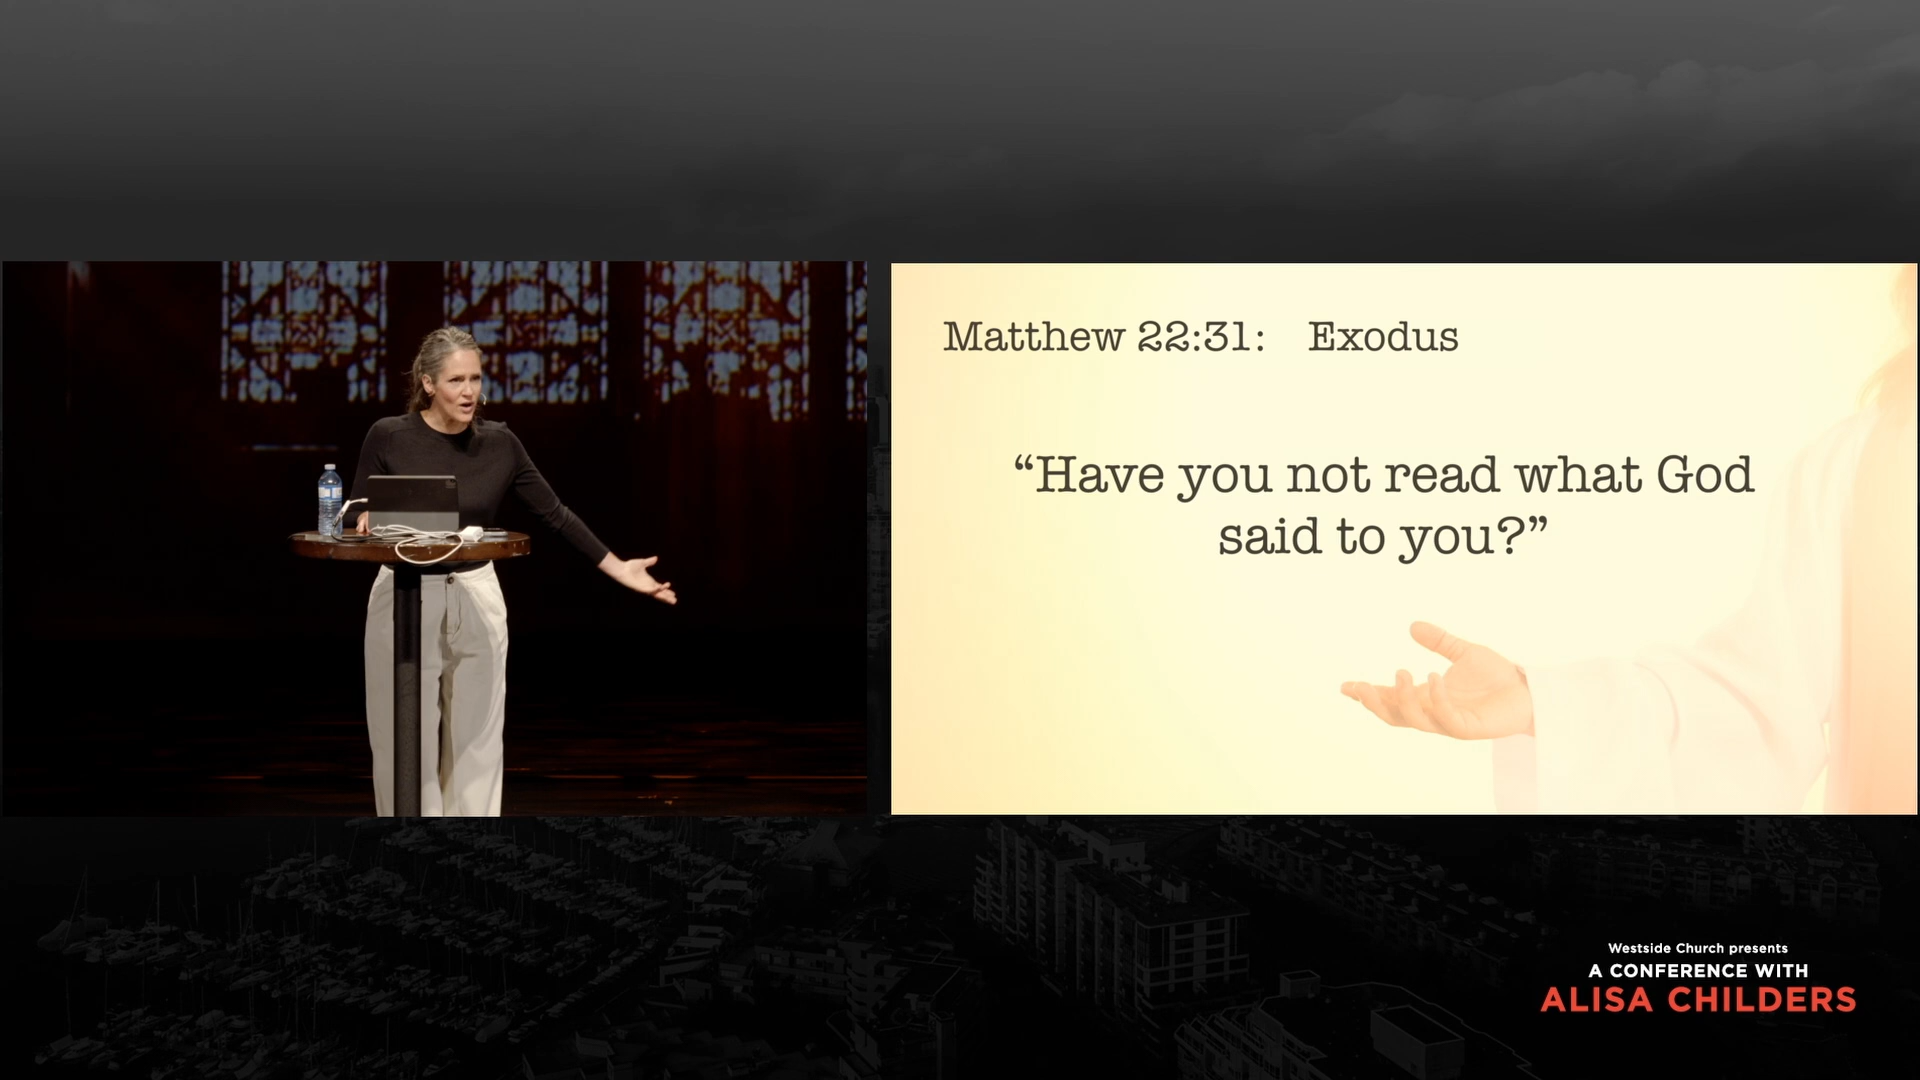 Matthew 22:31: Exodus
“Have you not read what God
said to you?”
Westside Church presents
A CONFERENCE WITH
ALISA CHILDERS